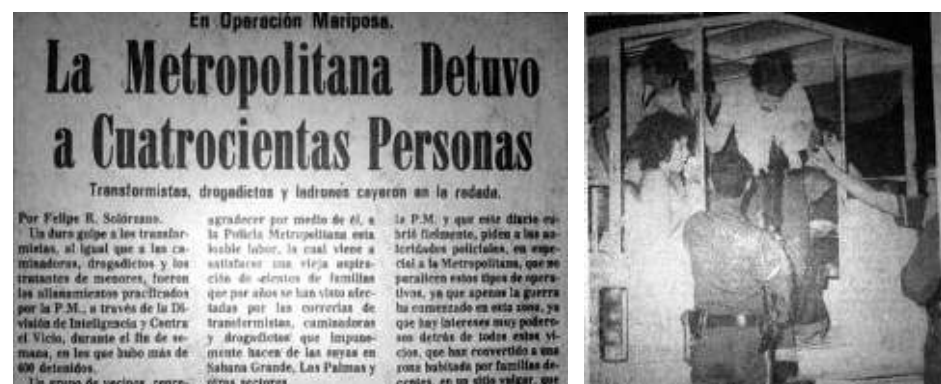 En Operación Mariposa.
La Metropolitana Detuvo
a Cuatrocientas Personas
Transformistas, drogadictos y ladrones cayeron en la redada.
Por Felipe R. Solórzano.
Un duro golpe a los transfor-
mistas, al igual que a las ca-
minadoras, drogadictos y los
tratantes de menores, fueron
los allanamientos practicados
por la P.M., a través de la Di-
visión de Inteligencia y Contra
el Vicio, durante el fin de se-
mana, en los que hubo más de
400 detenidos.
Un grupo de vecinos,
agradecer por medio de él, a
la Policía Metropolitana esta
loable labor, la cual viene a
satisfacer una vieja aspira-
ción de cientos de familias
que por años se han visto afec-
tadas por las correrías de
transformistas, caminadoras
y drogadictos que impune-
mente hacen de las suyas en
Sabana Grande, Las Palmas y
otros sectores.
la P.M. y que este diario cu-
brió fielmente, piden a las au-
toridades policiales, en espe-
cial a la Metropolitana, que no
paralicen estos tipos de opera-
tivos, ya que apenas la guerra
ha comenzado en esta zona, ya
que hay intereses muy podero-
sos detrás de todos estos vi-
cios, que han convertido a una
zona habitada por familias de-
centes, en un sitio vulgar, que